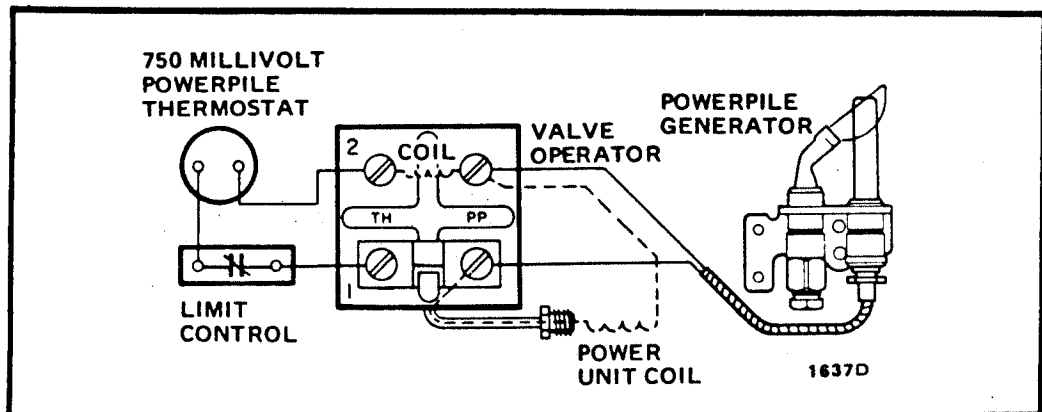 750 MILLIVOLT
POWERPILE
THERMOSTAT
2
COIL
VALVE
OPERATOR
POWERPILE
GENERATOR
TH
PP
1
LIMIT
CONTROL
POWER
UNIT COIL
1637D